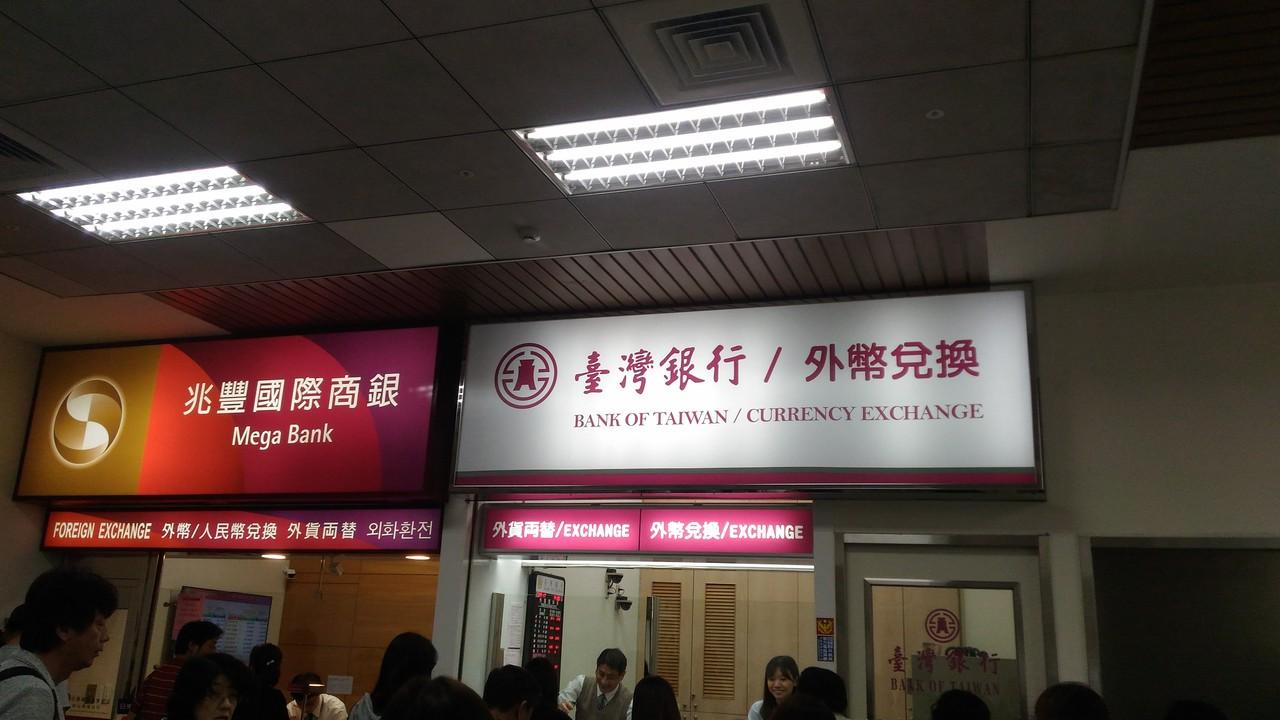 兆豐國際商銀
Mega Bank
FOREIGN EXCHANGE 外幣/人民幣兌換 外貨両替 외화환전
臺灣銀行 / 外幣兌換
BANK OF TAIWAN / CURRENCY EXCHANGE
外貨両替/EXCHANGE 外幣兌換/EXCHANGE
臺灣銀行
BANK OF TAIWAN